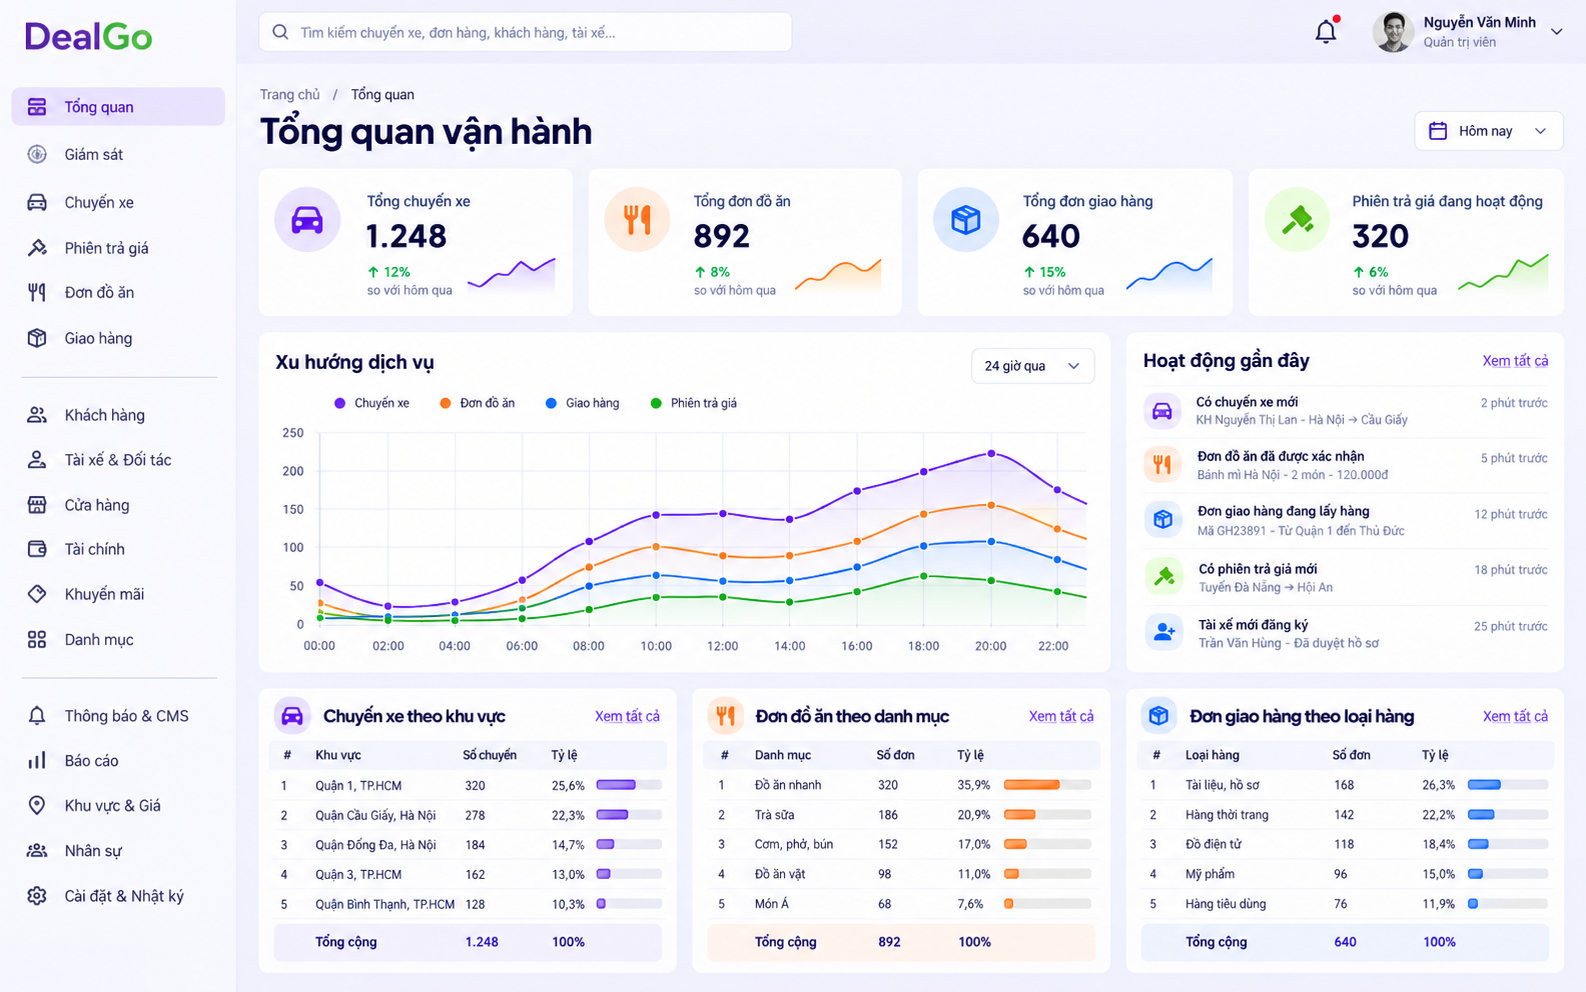 DealGo
Tìm kiếm chuyến xe, đơn hàng, khách hàng, tài xế...
Nguyễn Văn Minh
Quản trị viên
Tổng quan
Giám sát
Chuyến xe
Phiên trả giá
Đơn đồ ăn
Giao hàng
Khách hàng
Tài xế & Đối tác
Cửa hàng
Tài chính
Khuyến mãi
Danh mục
Thông báo & CMS
Báo cáo
Khu vực & Giá
Nhân sự
Cài đặt & Nhật ký
Trang chủ / Tổng quan
Tổng quan vận hành
Hôm nay
Tổng chuyến xe
1.248
↑ 12%
so với hôm qua
Tổng đơn đồ ăn
892
↑ 8%
so với hôm qua
Tổng đơn giao hàng
640
↑ 15%
so với hôm qua
Phiên trả giá đang hoạt động
320
↑ 6%
so với hôm qua
Xu hướng dịch vụ
24 giờ qua
Chuyến xe Đơn đồ ăn Giao hàng Phiên trả giá
250
200
150
100
50
0
00:00 02:00 04:00 06:00 08:00 10:00 12:00 14:00 16:00 18:00 20:00 22:00
Hoạt động gần đây Xem tất cả
Có chuyến xe mới 2 phút trước
KH Nguyễn Thị Lan - Hà Nội → Cầu Giấy
Đơn đồ ăn đã được xác nhận 5 phút trước
Bánh mì Hà Nội - 2 món - 120.000đ
Đơn giao hàng đang lấy hàng 12 phút trước
Mã GH23891 - Từ Quận 1 đến Thủ Đức
Có phiên trả giá mới 18 phút trước
Tuyến Đà Nẵng → Hội An
Tài xế mới đăng ký 25 phút trước
Trần Văn Hùng - Đã duyệt hồ sơ
Chuyến xe theo khu vực Xem tất cả
# Khu vực Số chuyến Tỷ lệ
1 Quận 1, TP.HCM 320 25,6%
2 Quận Cầu Giấy, Hà Nội 278 22,3%
3 Quận Đống Đa, Hà Nội 184 14,7%
4 Quận 3, TP.HCM 162 13,0%
5 Quận Bình Thạnh, TP.HCM 128 10,3%
Tổng cộng 1.248 100%
Đơn đồ ăn theo danh mục Xem tất cả
# Danh mục Số đơn Tỷ lệ
1 Đồ ăn nhanh 320 35,9%
2 Trà sữa 186 20,9%
3 Cơm, phở, bún 152 17,0%
4 Đồ ăn vặt 98 11,0%
5 Món Á 68 7,6%
Tổng cộng 892 100%
Đơn giao hàng theo loại hàng Xem tất cả
# Loại hàng Số đơn Tỷ lệ
1 Tài liệu, hồ sơ 168 26,3%
2 Hàng thời trang 142 22,2%
3 Đồ điện tử 118 18,4%
4 Mỹ phẩm 96 15,0%
5 Hàng tiêu dùng 76 11,9%
Tổng cộng 640 100%